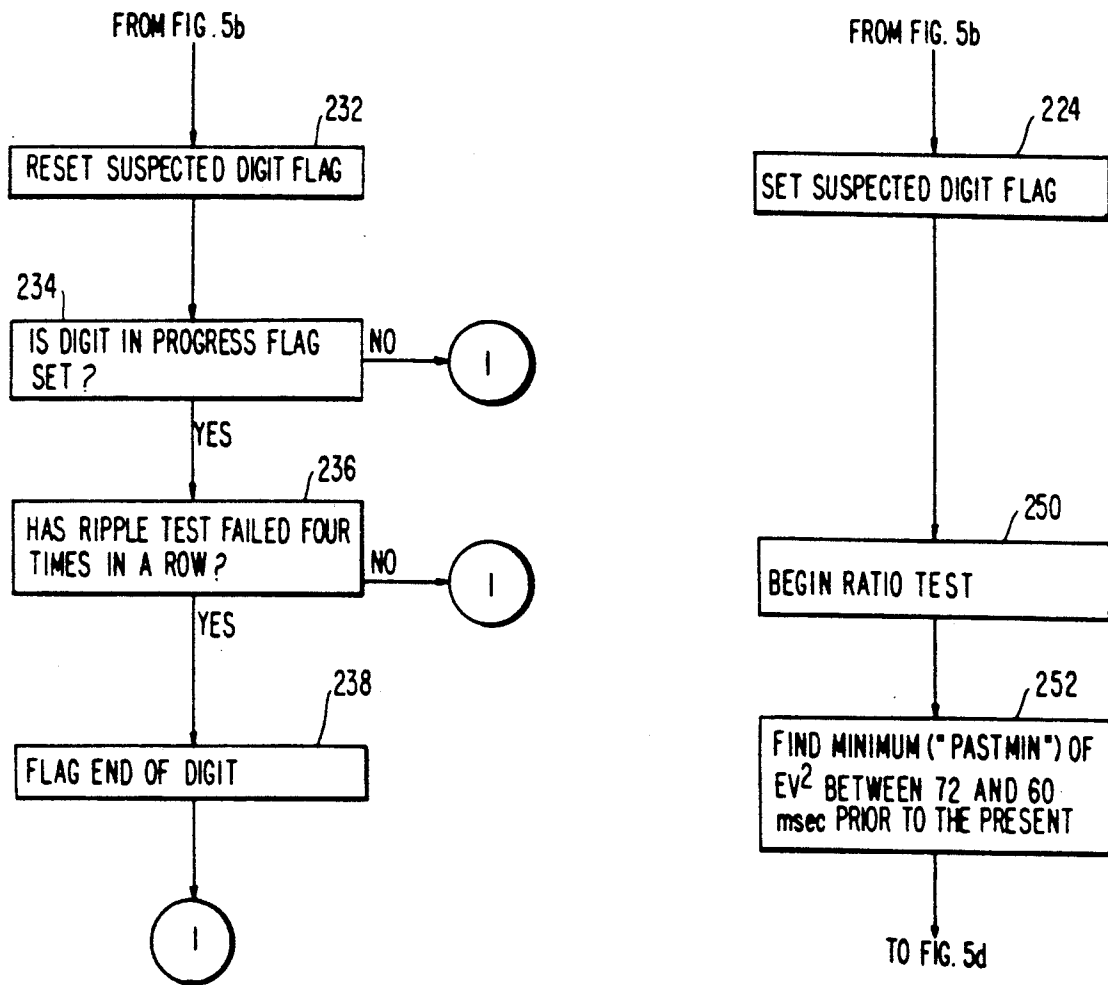 FROM FIG. 5b
232
RESET SUSPECTED DIGIT FLAG
234
IS DIGIT IN PROGRESS FLAG
SET ?
NO
1
YES
236
HAS RIPPLE TEST FAILED FOUR
TIMES IN A ROW ?
NO
1
YES
238
FLAG END OF DIGIT
1
FROM FIG. 5b
224
SET SUSPECTED DIGIT FLAG
250
BEGIN RATIO TEST
252
FIND MINIMUM ("PASTMIN") OF
EV² BETWEEN 72 AND 60
msec PRIOR TO THE PRESENT
TO FIG. 5d